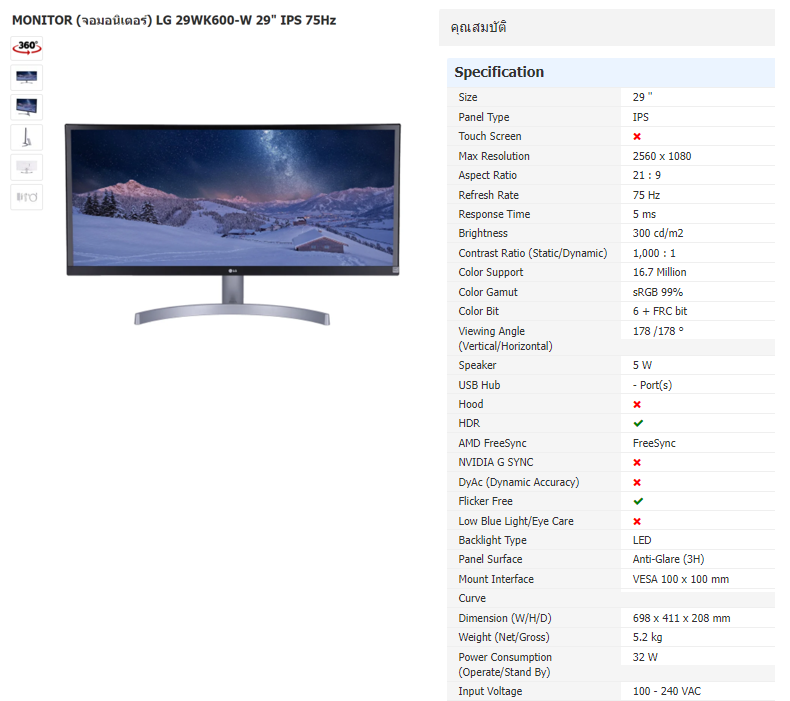 MONITOR (จอมอนิเตอร์) LG 29WK600-W 29" IPS 75Hz
360°
LG
คุณสมบัติ
Specification
Size 29 "
Panel Type IPS
Touch Screen ✖
Max Resolution 2560 x 1080
Aspect Ratio 21 : 9
Refresh Rate 75 Hz
Response Time 5 ms
Brightness 300 cd/m2
Contrast Ratio (Static/Dynamic) 1,000 : 1
Color Support 16.7 Million
Color Gamut sRGB 99%
Color Bit 6 + FRC bit
Viewing Angle 178 /178 °
(Vertical/Horizontal)
Speaker 5 W
USB Hub - Port(s)
Hood ✖
HDR ✔
AMD FreeSync FreeSync
NVIDIA G SYNC ✖
DyAc (Dynamic Accuracy) ✖
Flicker Free ✔
Low Blue Light/Eye Care ✖
Backlight Type LED
Panel Surface Anti-Glare (3H)
Mount Interface VESA 100 x 100 mm
Curve
Dimension (W/H/D) 698 x 411 x 208 mm
Weight (Net/Gross) 5.2 kg
Power Consumption 32 W
(Operate/Stand By)
Input Voltage 100 - 240 VAC